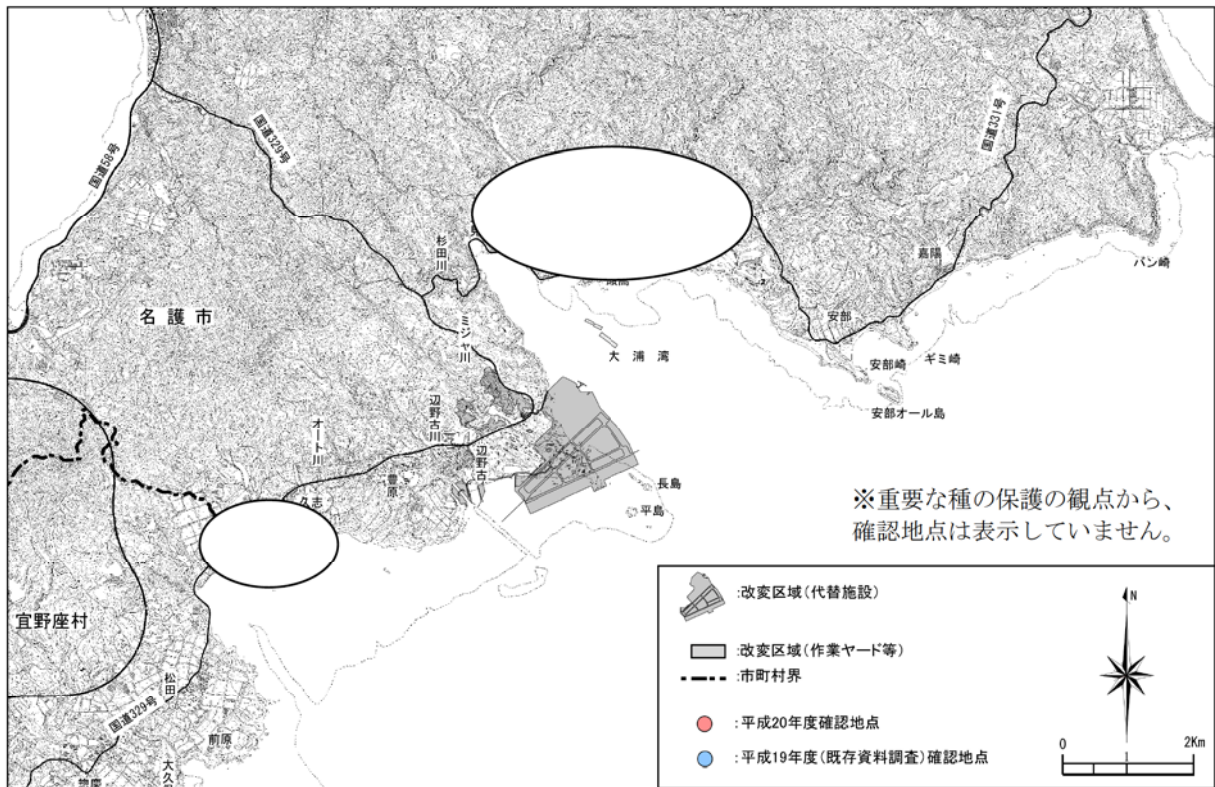 国道58号
国道329号
国道331号
杉田川
嘉陽
バン崎
名護市
ミジャ川
安部
大浦湾
安部崎
ギミ崎
安部オール島
辺野古川
オート川
辺野古
豊原
久志
長島
平島
※重要な種の保護の観点から、
確認地点は表示していません。
宜野座村
松田
国道329号
前原
惣慶
:改変区域(代替施設)
:改変区域(作業ヤード等)
:市町村界
:平成20年度確認地点
:平成19年度(既存資料調査)確認地点
N
0 2Km